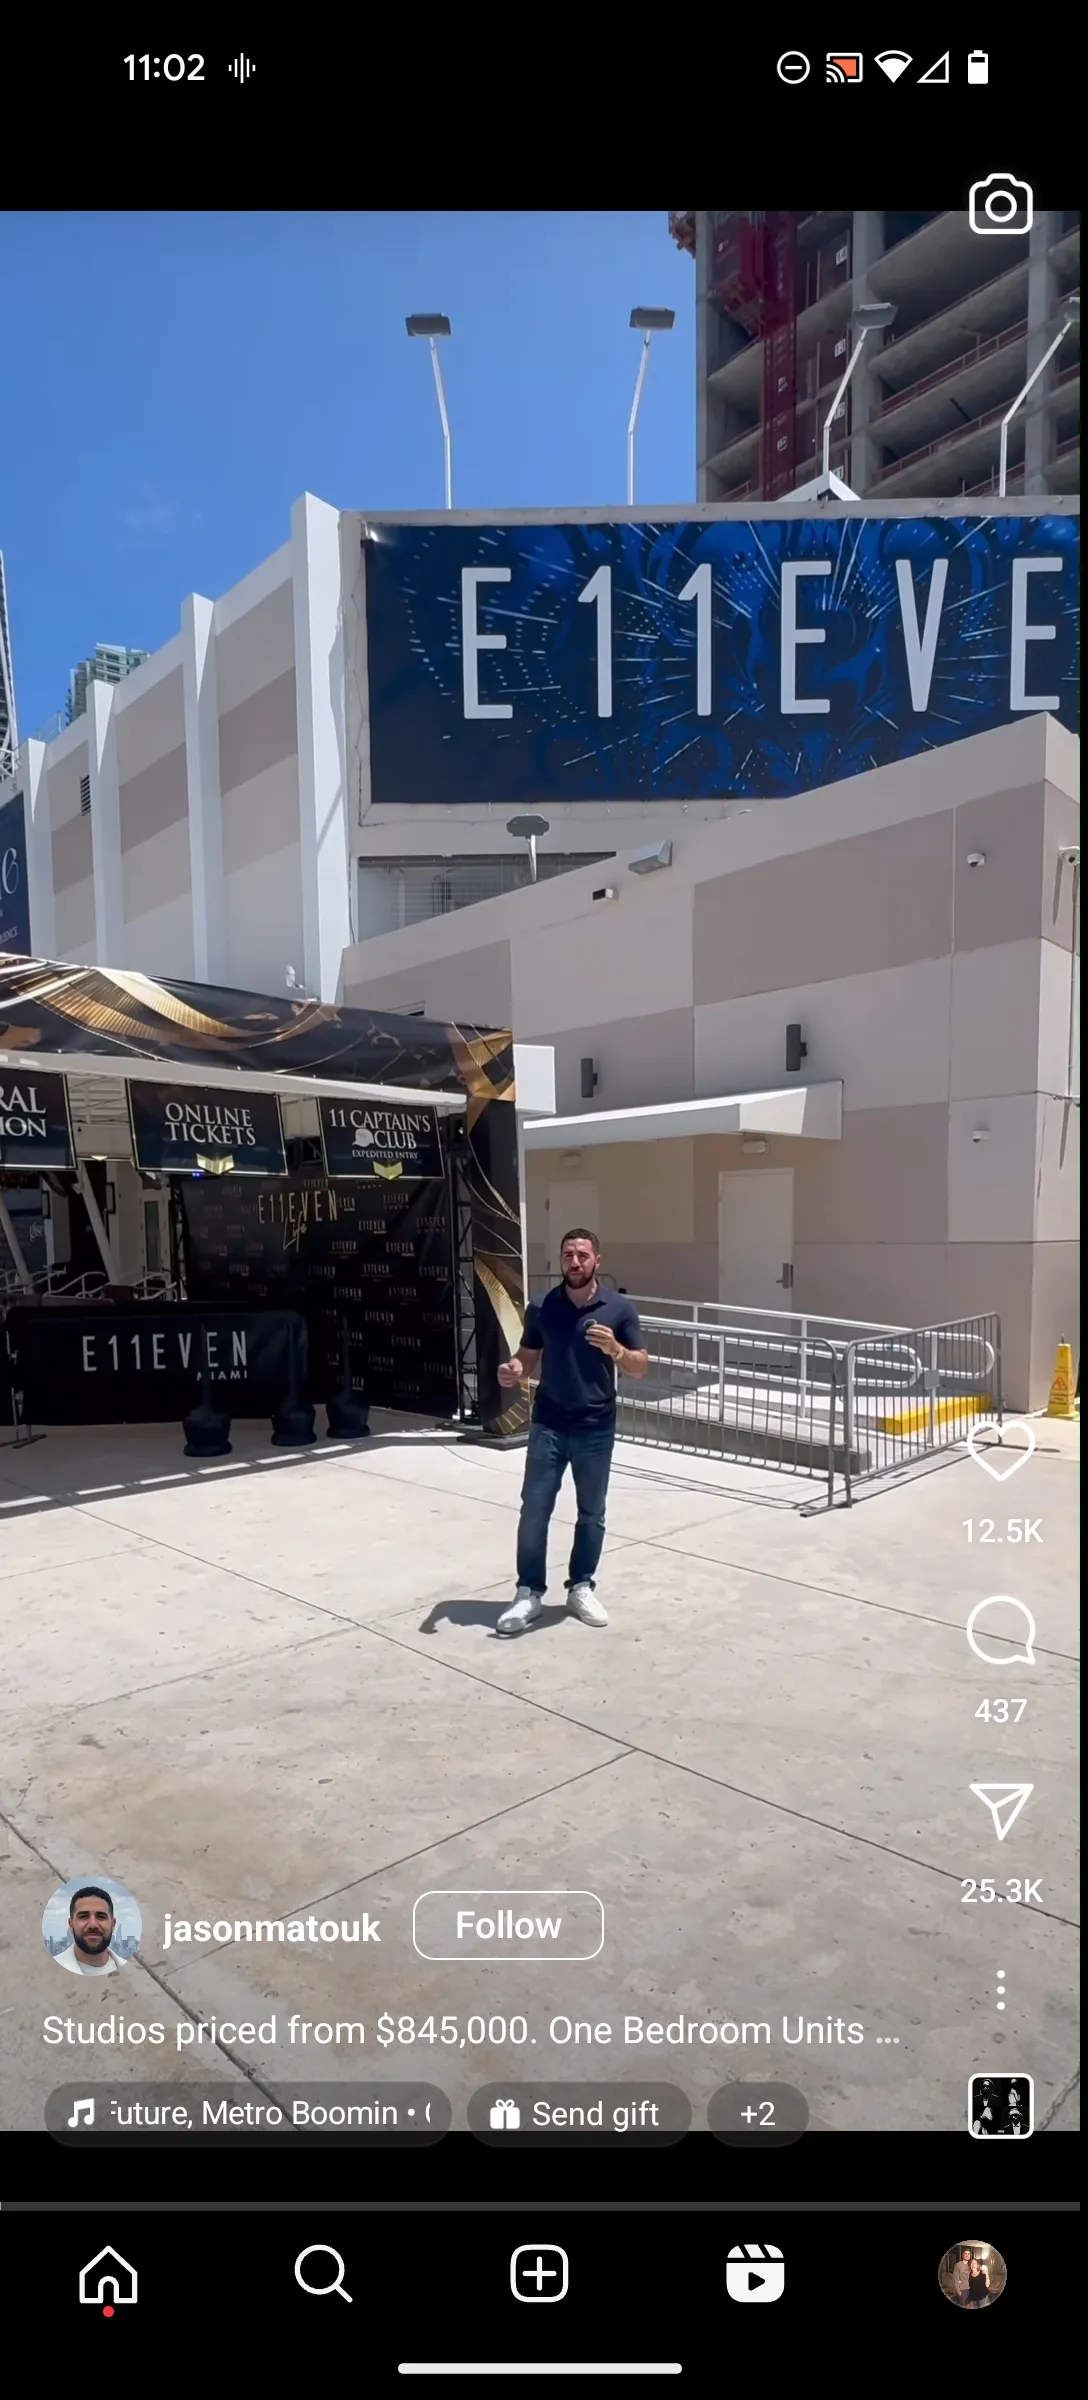 11:02
E11EVE
RAL
ION
ONLINE
TICKETS
11 CAPTAIN'S
CLUB
EXPEDITED ENTRY
E11EVEN
Life
E11EVEN
MIAMI
12.5K
437
25.3K
jasonmatouk
Follow
Studios priced from $845,000. One Bedroom Units ...
Future, Metro Boomin •
Send gift
+2